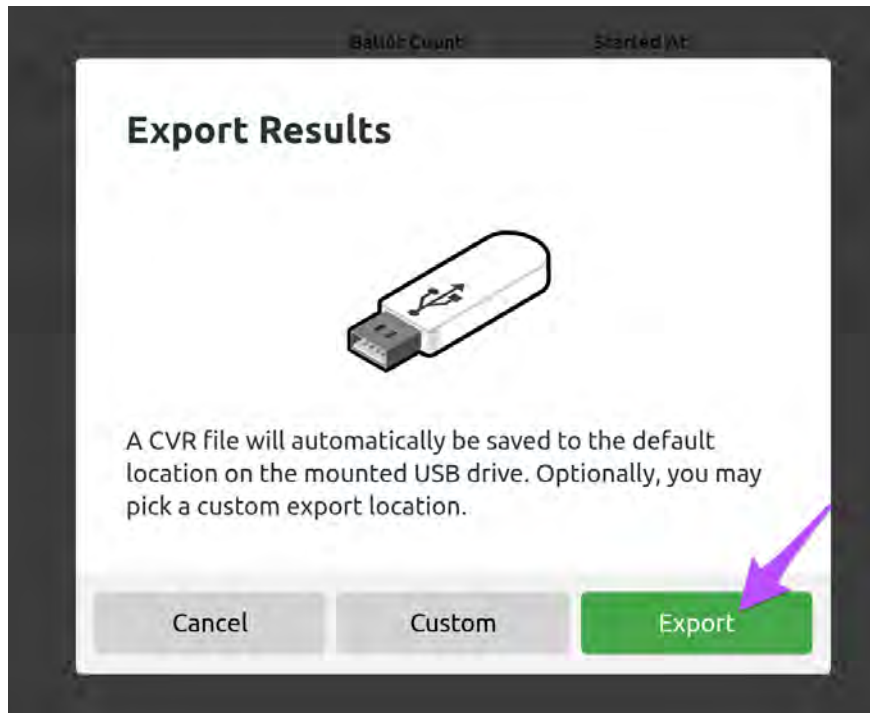 Ballot Count
Started At
Export Results
A CVR file will automatically be saved to the default
location on the mounted USB drive. Optionally, you may
pick a custom export location.
Cancel
Custom
Export